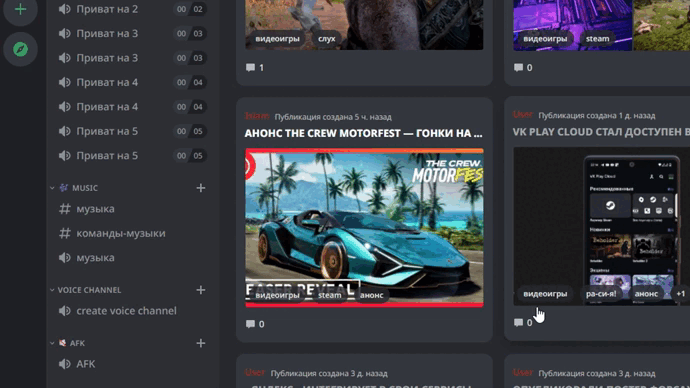 Приват на 2 00 02
Приват на 3 00 03
Приват на 3 00 03
Приват на 4 00 04
Приват на 4 00 04
Приват на 5 00 05
Приват на 5 00 05
MUSIC
музыка
команды-музыки
музыка
VOICE CHANNEL
create voice channel
AFK
AFK
видеоигры слух
1
Публикация создана 5 ч. назад
АНОНС THE CREW MOTORFEST — ГОНКИ НА ...
THE CREW
MOTORFES
TEASER REVEAL
видеоигры steam анонс
0
User Публикация создана 3 д. назад
видеоигры steam
0
User Публикация создана 1 д. назад
VK PLAY CLOUD СТАЛ ДОСТУПЕН В
VK Play Cloud
Рекомендованные
Новинки
Beholder
видеоигры ра-си-я! анонс +1
0
User Публикация создана 3 д. назад